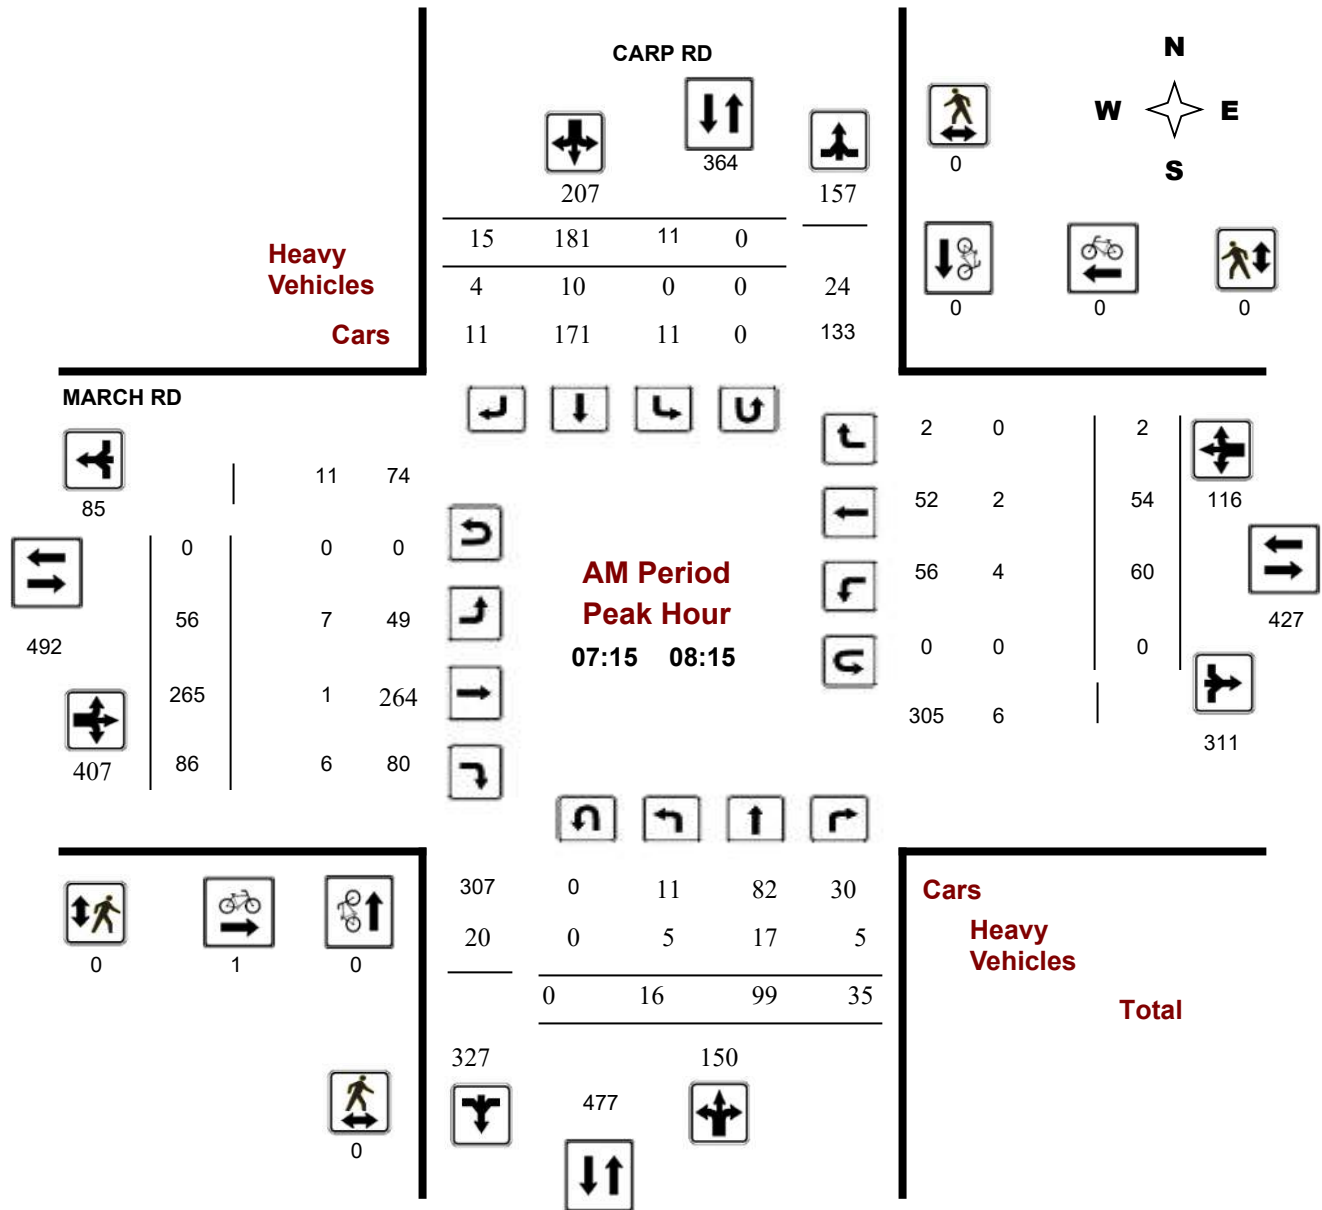 CARP RD
N
W E
S
364
0
207
157
15 181 11 0
Heavy
Vehicles
4 10 0 0 24
0 0 0
Cars
11 171 11 0 133
MARCH RD
2 0 2
11 74
85
52 2 54 116
0 0 0
AM Period
56 4 60
Peak Hour
56 7 49
427
492
07:15 08:15
0 0 0
265 1 264
305 6
311
407
86 6 80
307 0 11 82 30
Cars
20 0 5 17 5
Heavy
Vehicles
0 1 0
0 16 99 35
Total
327
150
477
0